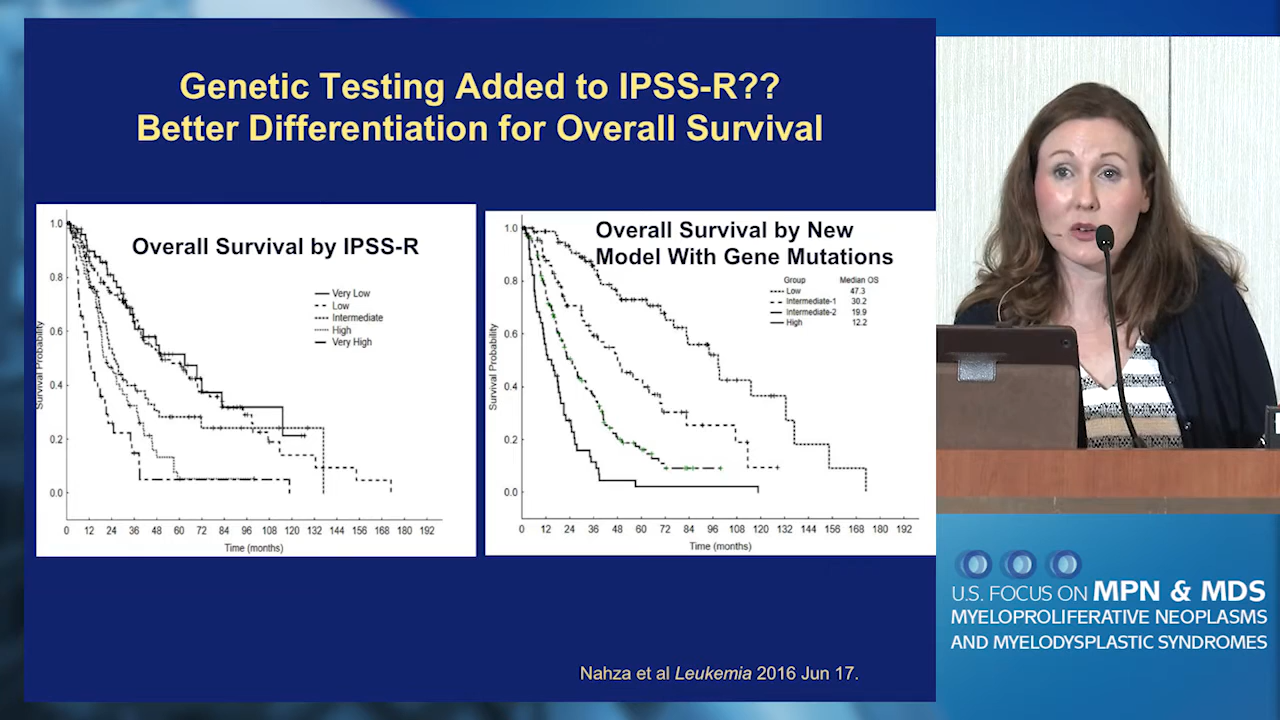 Genetic Testing Added to IPSS-R??
Better Differentiation for Overall Survival
Overall Survival by IPSS-R
Very Low
Low
Intermediate
High
Very High
Survival Probability
1.0
0.8
0.6
0.4
0.2
0.0
0 12 24 36 48 60 72 84 96 108 120 132 144 156 168 180 192
Time (months)
Overall Survival by New
Model With Gene Mutations
Group Median OS
Low 47.3
Intermediate-1 30.2
Intermediate-2 19.9
High 12.2
Survival Probability
1.0
0.8
0.6
0.4
0.2
0.0
0 12 24 36 48 60 72 84 96 108 120 132 144 156 168 180 192
Time (months)
Nahza et al Leukemia 2016 Jun 17.
U.S. FOCUS ON MPN & MDS
MYELOPROLIFERATIVE NEOPLASMS
AND MYELODYSPLASTIC SYNDROMES